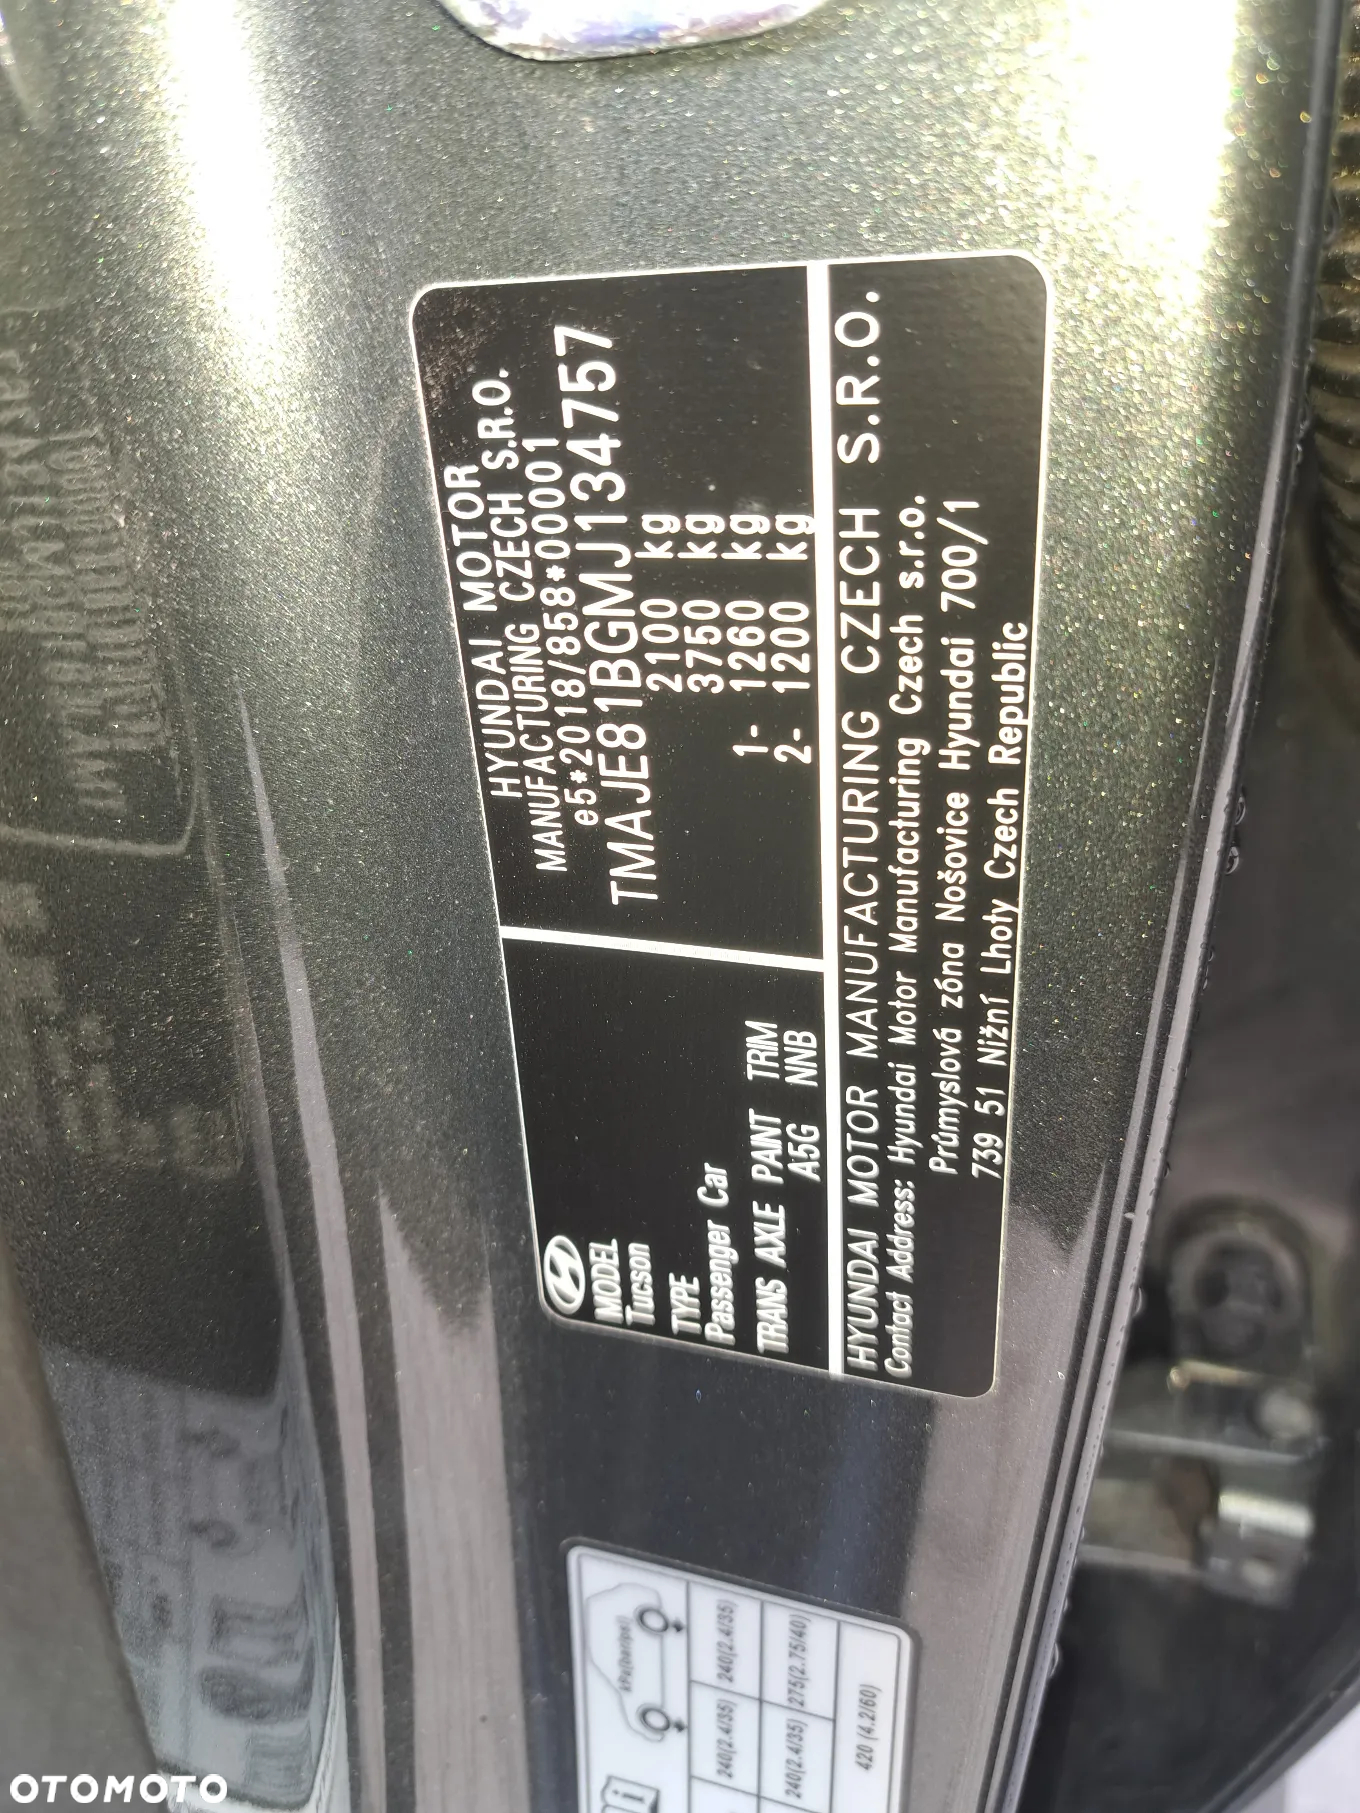 HYUNDAI MOTOR
MANUFACTURING CZECH S.R.O.
e5*2018/858*00001
TMAJE81BGMJ134757
2100 kg
3750 kg
1- 1260 kg
2- 1200 kg
MODEL
Tucson
TYPE
Passenger Car
TRANS AXLE PAINT TRIM
A5G NNB
HYUNDAI MOTOR MANUFACTURING CZECH S.R.O.
Contact Address: Hyundai Motor Manufacturing Czech s.r.o.
Průmyslová zóna Nošovice Hyundai 700/1
739 51 Nižní Lhoty Czech Republic
kPa(bar/psi)
240(2.4/35) 240(2.4/35)
240(2.4/35) 275(2.75/40)
420 (4.2/60)
OTOMOTO